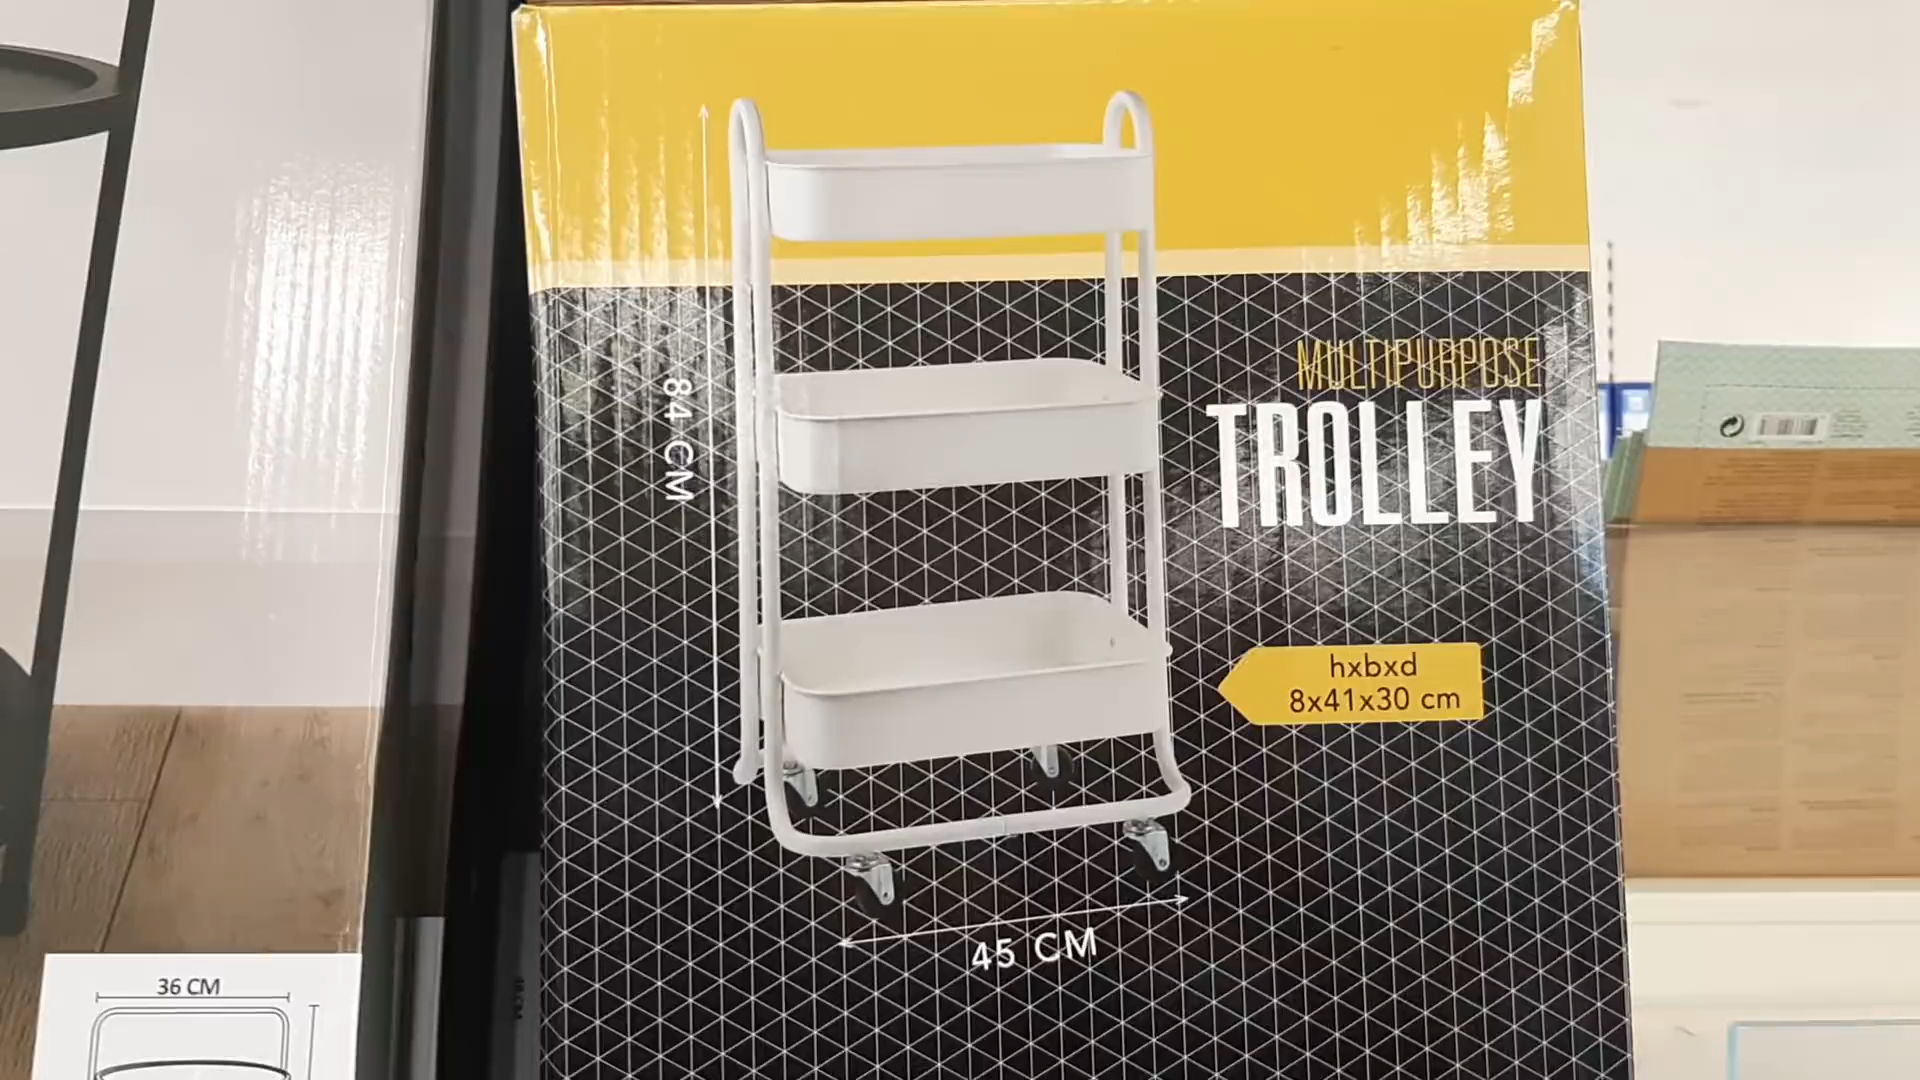 84 CM
MULTIPURPOSE
TROLLEY
hxbxd
8x41x30 cm
45 CM
36 CM